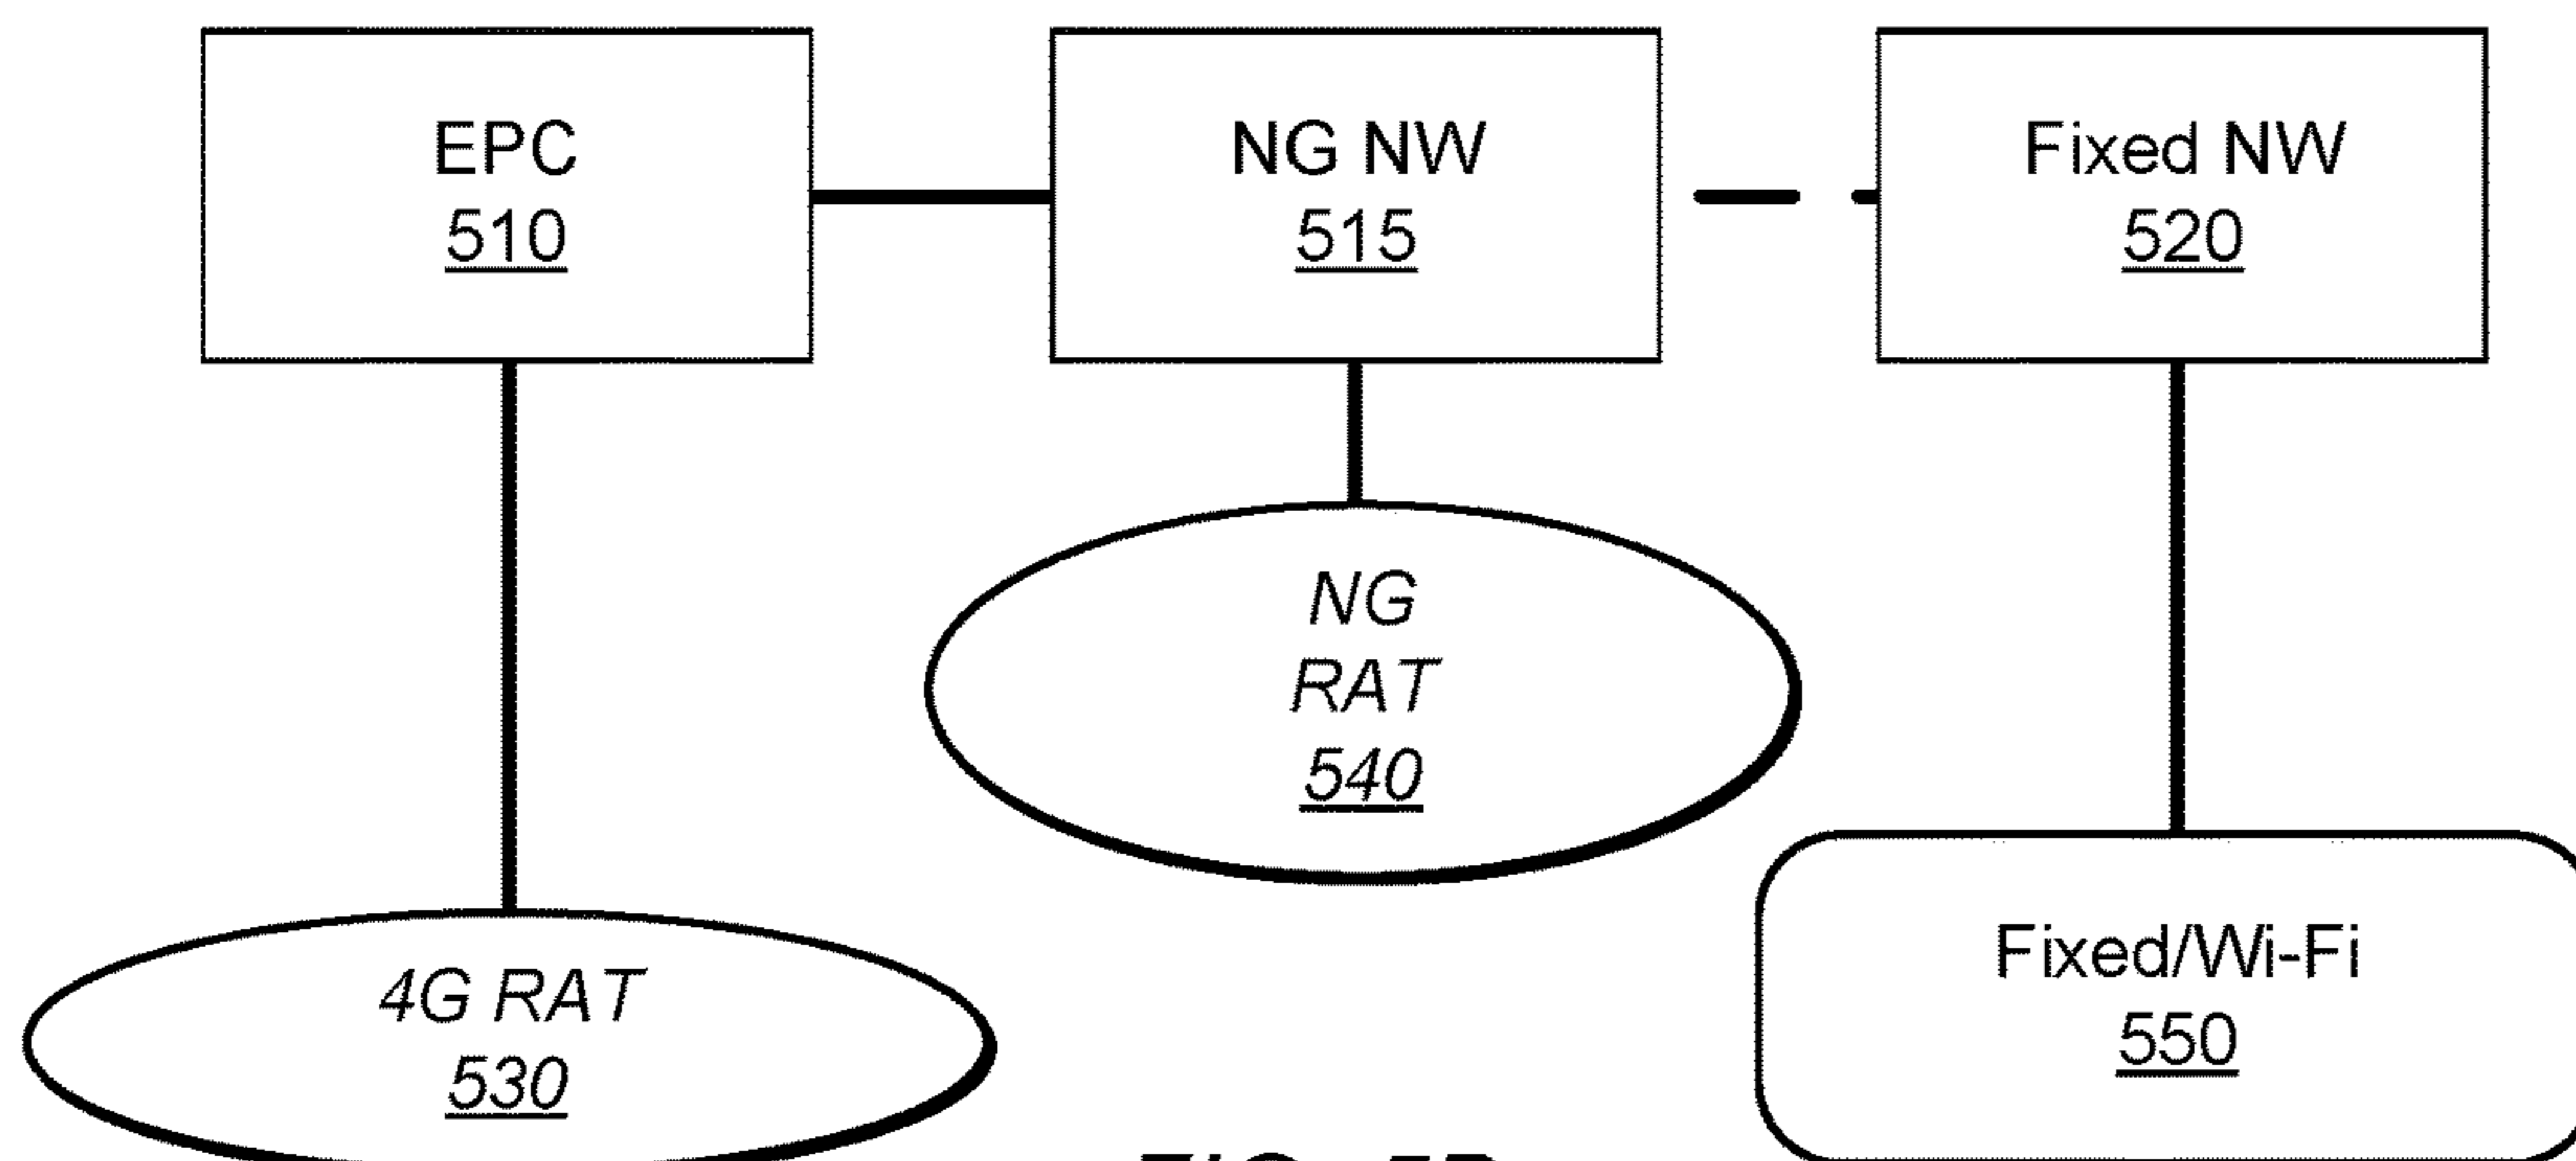 EPC
510
NG NW
515
Fixed NW
520
NG
RAT
540
4G RAT
530
Fixed/Wi-Fi
550